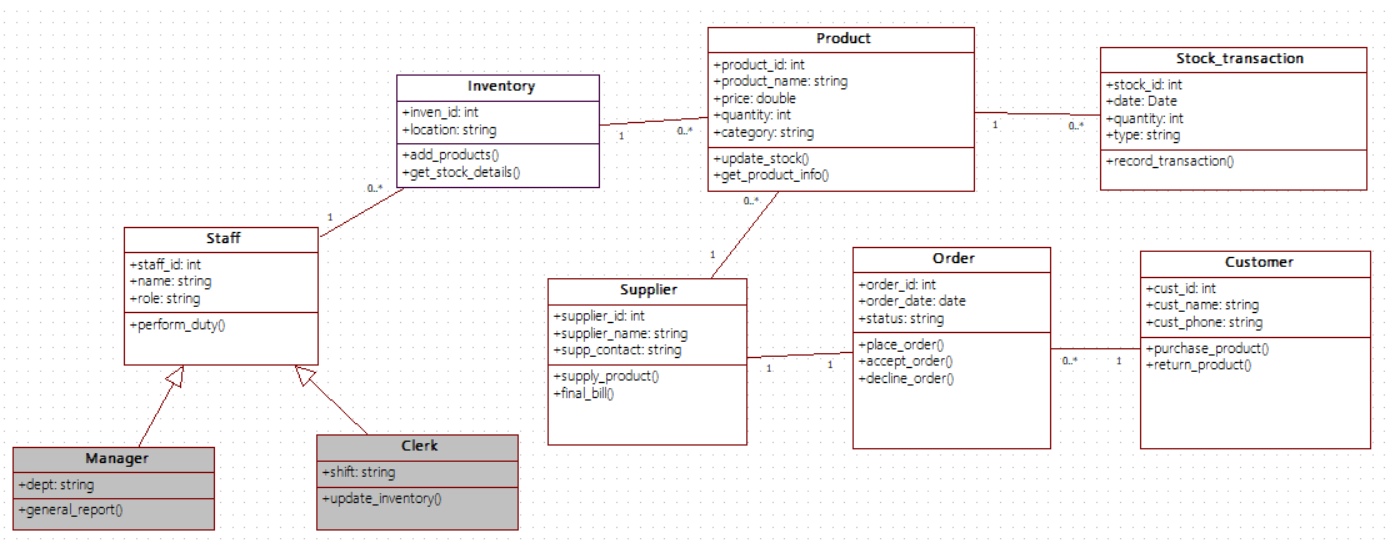 Product
+product_id: int
+product_name: string
+price: double
+quantity: int
+category: string
+update_stock()
+get_product_info()
Stock_transaction
+stock_id: int
+date: Date
+quantity: int
+type: string
+record_transaction()
Inventory
+inven_id: int
+location: string
+add_products()
+get_stock_details()
1
0..*
1
0..*
0..*
1
0..*
1
Staff
+staff_id: int
+name: string
+role: string
+perform_duty()
Supplier
+supplier_id: int
+supplier_name: string
+supp_contact: string
+supply_product()
+final_bill()
Order
+order_id: int
+order_date: date
+status: string
+place_order()
+accept_order()
+decline_order()
Customer
+cust_id: int
+cust_name: string
+cust_phone: string
+purchase_product()
+return_product()
1
1
0..*
1
Manager
+dept: string
+general_report()
Clerk
+shift: string
+update_inventory()